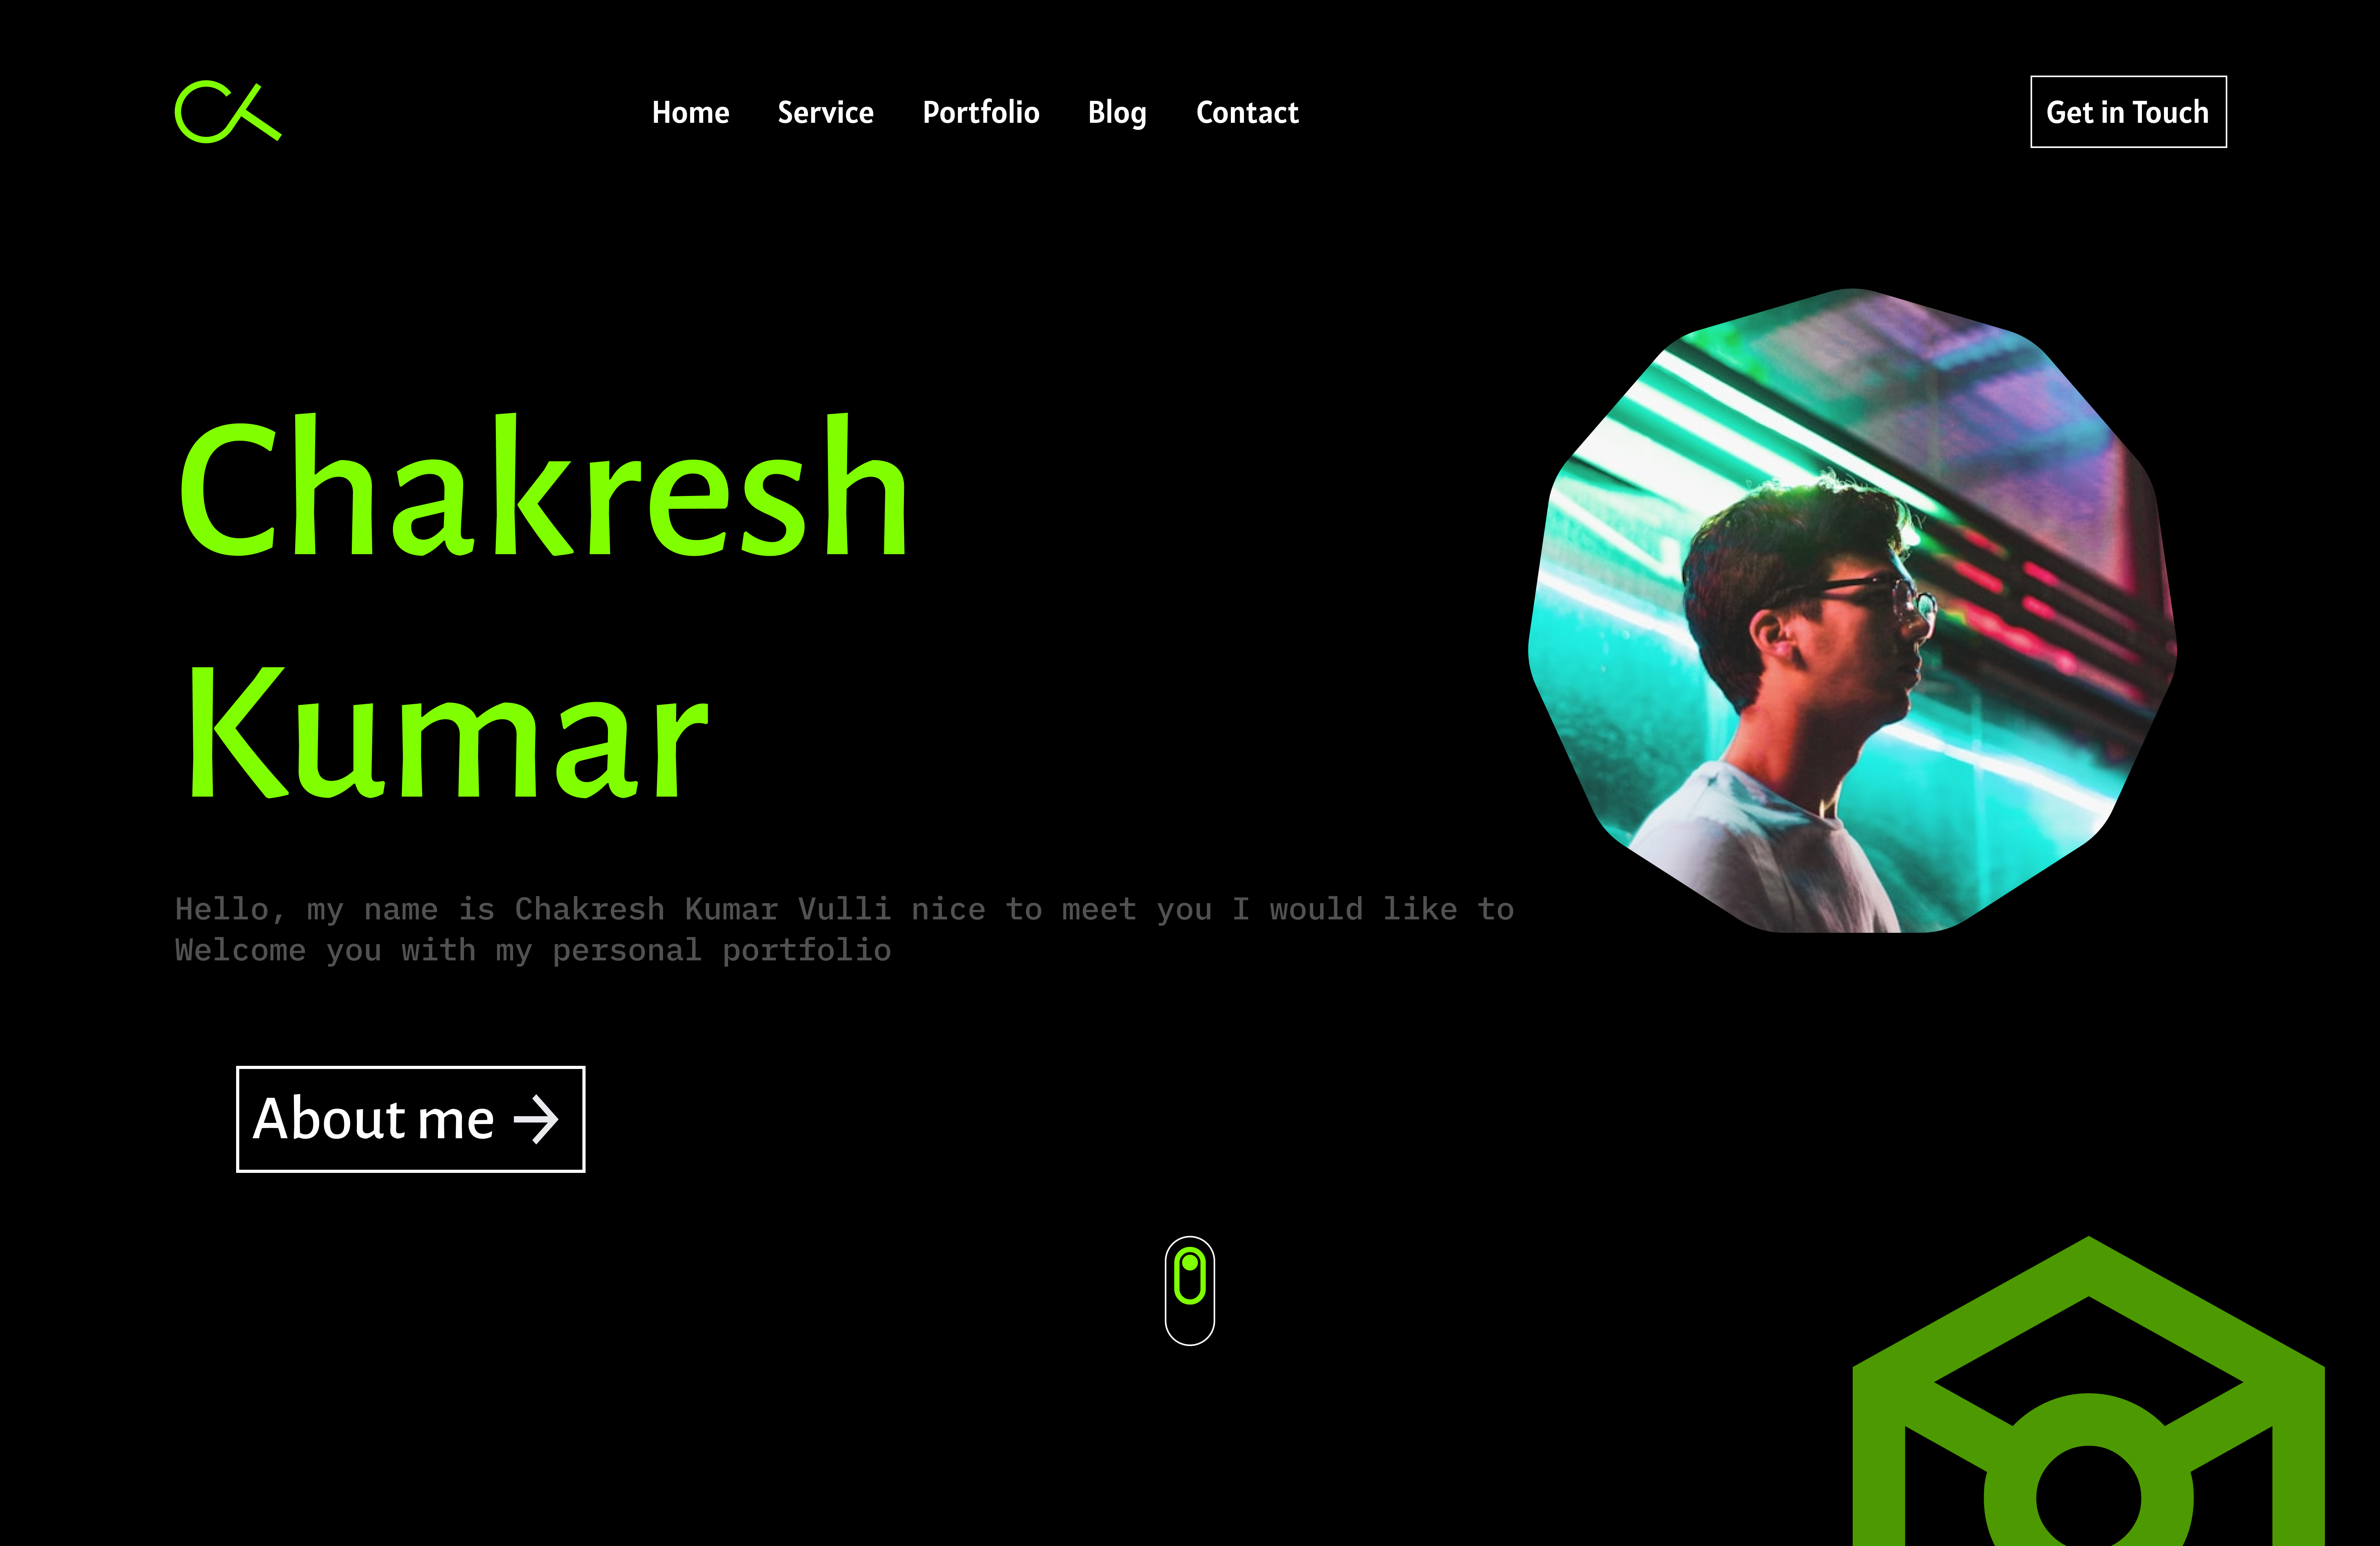 Home Service Portfolio Blog Contact
Get in Touch
Chakresh
Kumar
Hello, my name is Chakresh Kumar Vulli nice to meet you I would like to
Welcome you with my personal portfolio
About me →